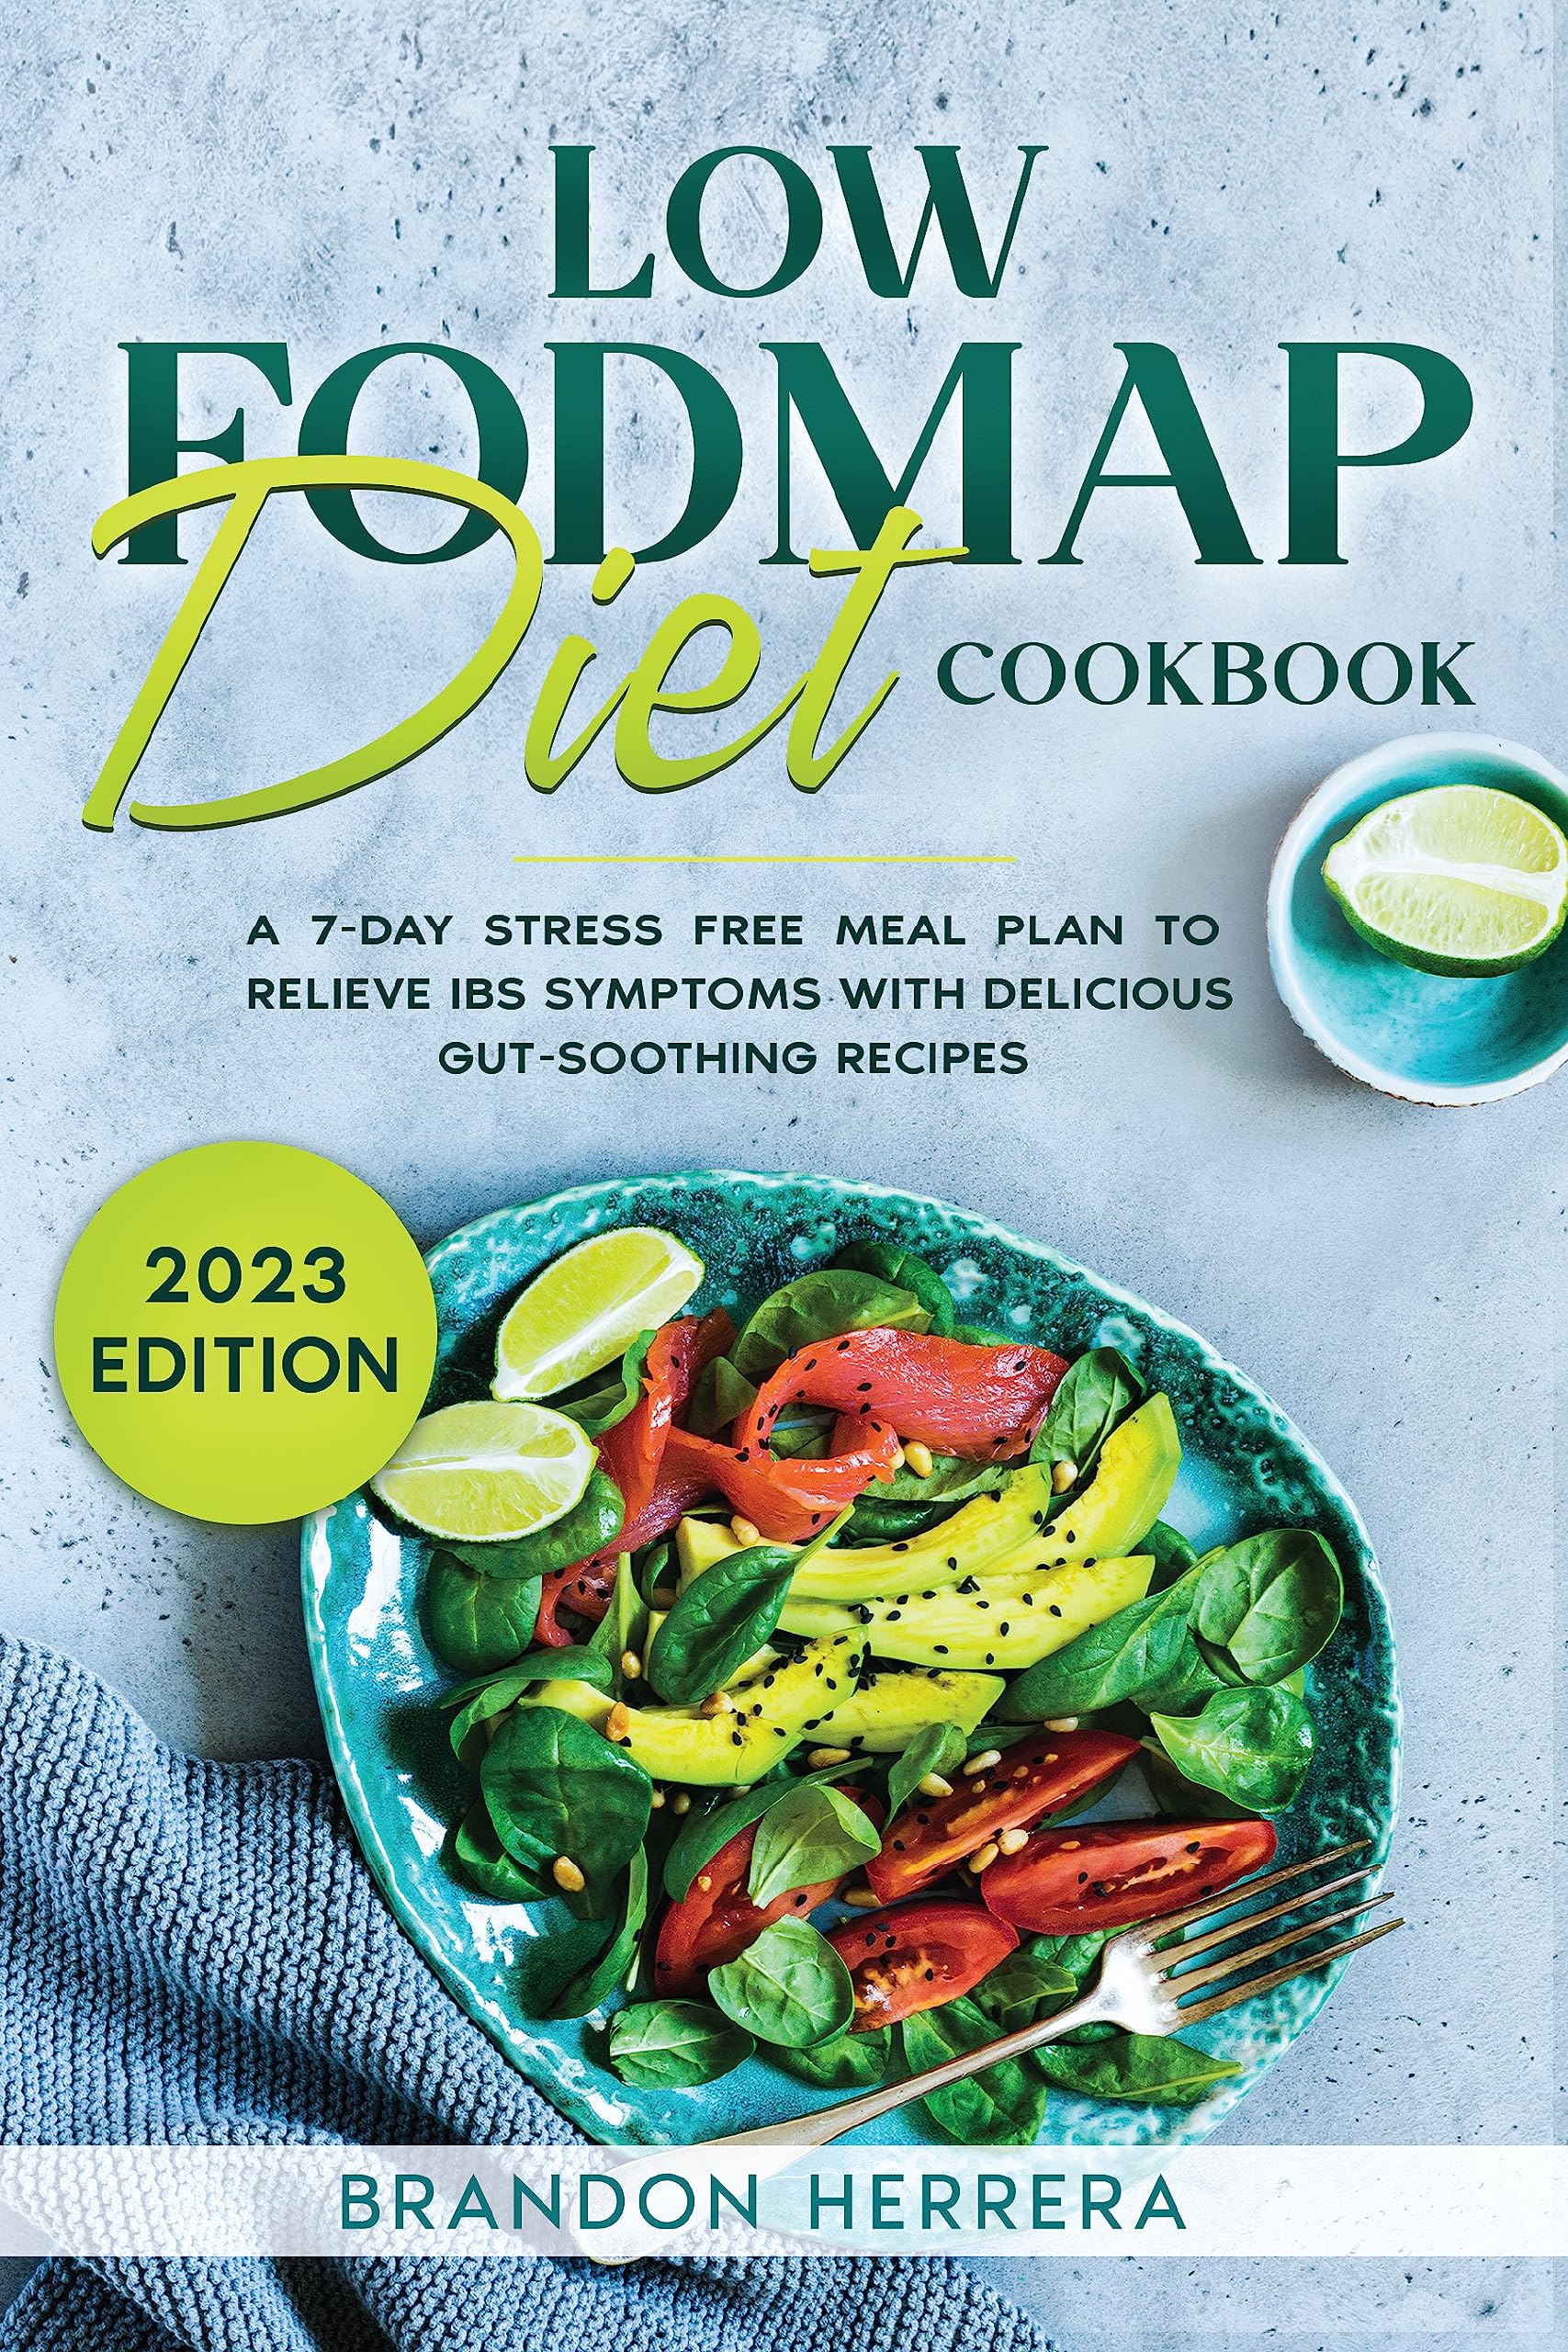 LOW
FODMAP
Diet COOKBOOK
A 7-DAY STRESS FREE MEAL PLAN TO
RELIEVE IBS SYMPTOMS WITH DELICIOUS
GUT-SOOTHING RECIPES
2023
EDITION
BRANDON HERRERA